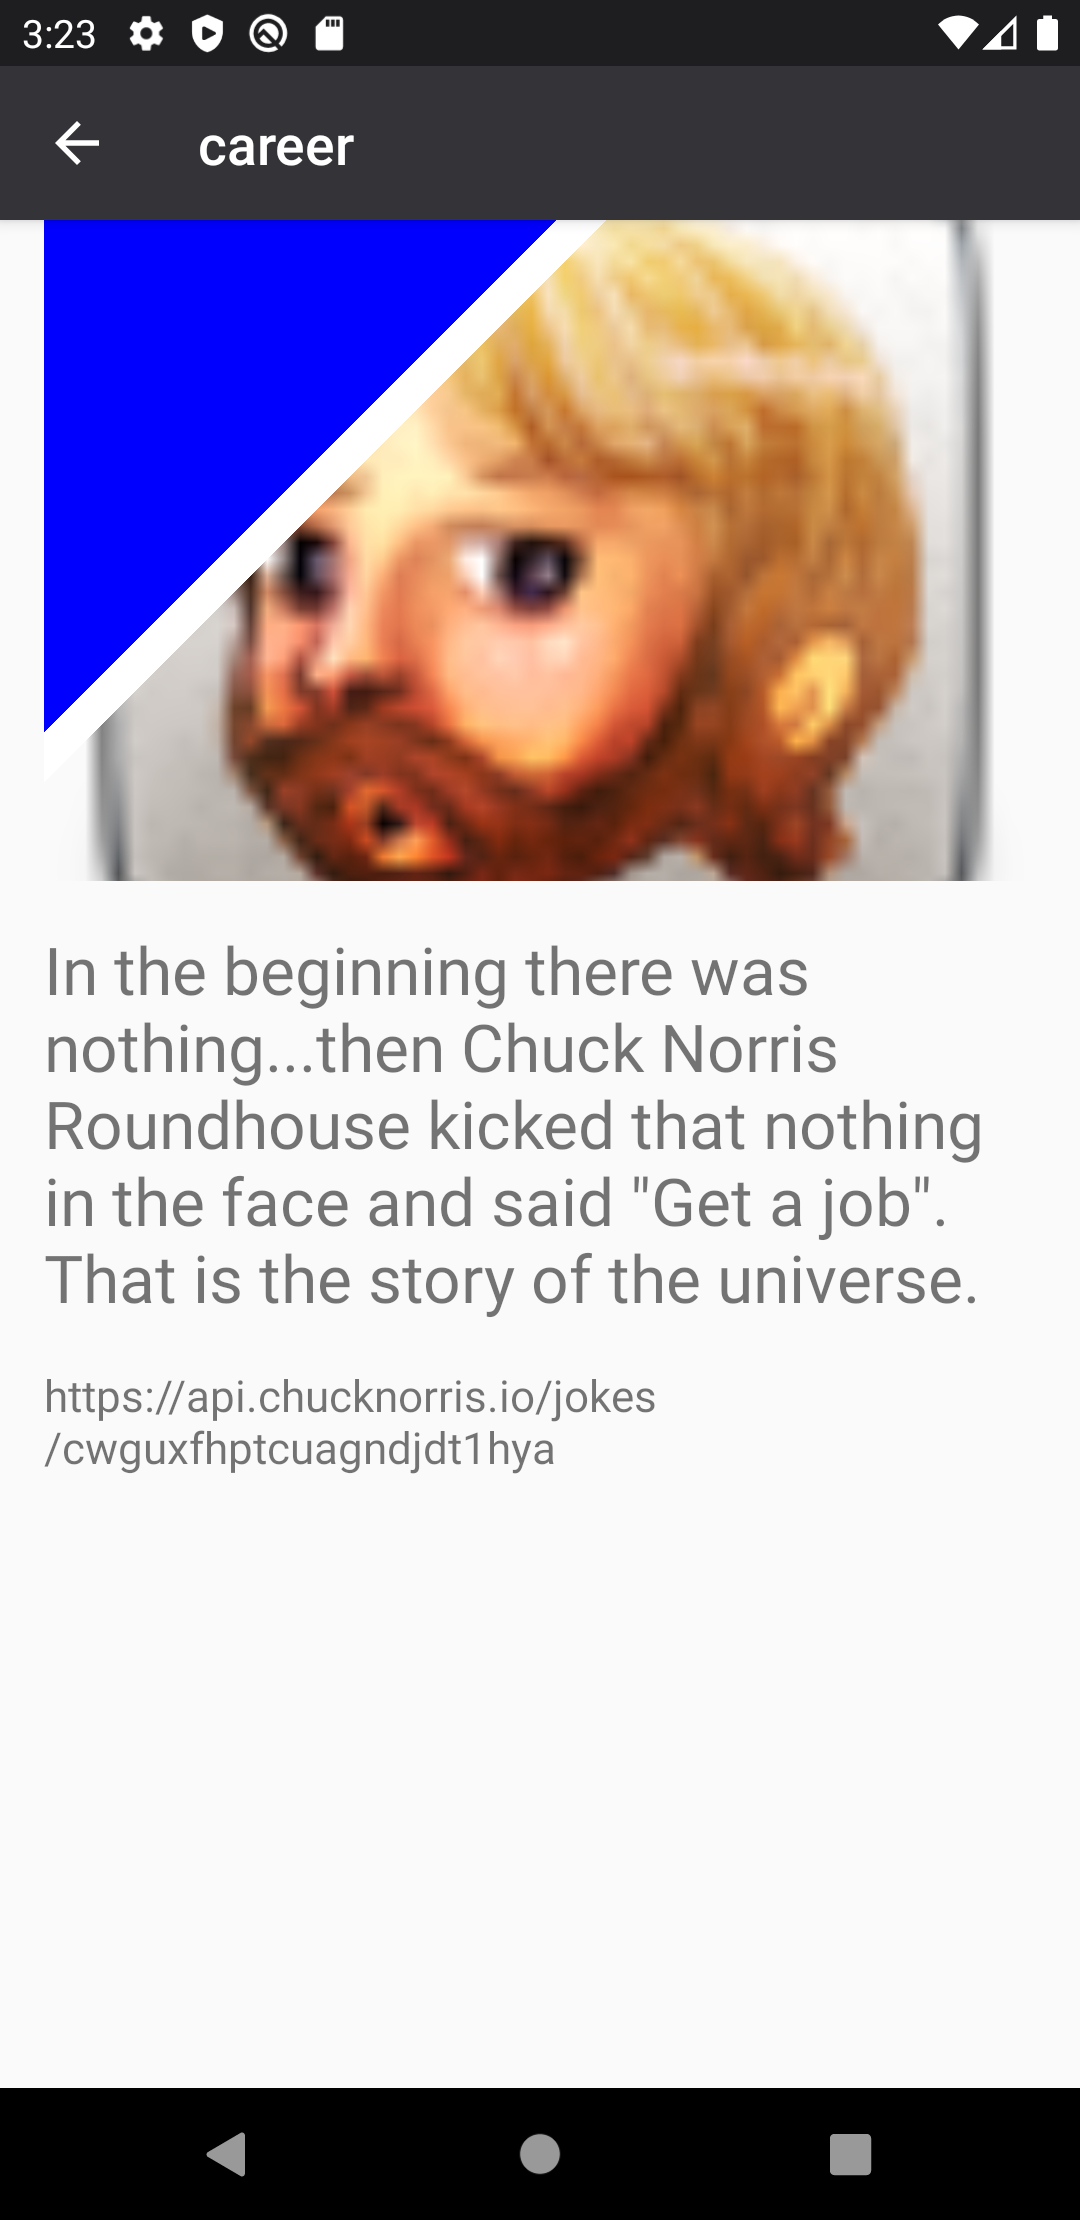 3:23
career
In the beginning there was
nothing...then Chuck Norris
Roundhouse kicked that nothing
in the face and said "Get a job".
That is the story of the universe.
https://api.chucknorris.io/jokes
/cwguxfhptcuagndjdt1hya